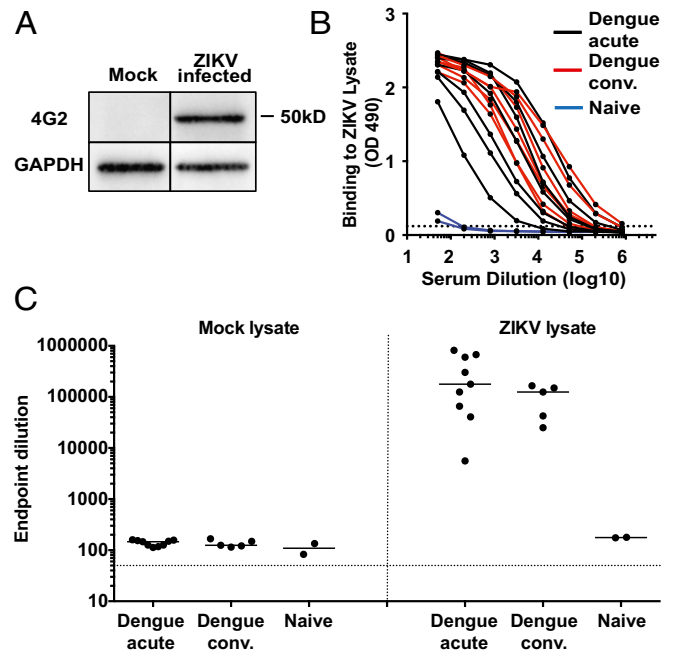 A
Mock
ZIKV
infected
4G2
50kD
GAPDH
B
Binding to ZIKV Lysate
(OD 490)
3
2
1
0
1 2 3 4 5 6
Serum Dilution (log10)
Dengue
acute
Dengue
conv.
Naive
C
Mock lysate
ZIKV lysate
Endpoint dilution
1000000
100000
10000
1000
100
10
Dengue
acute
Dengue
conv.
Naive
Dengue
acute
Dengue
conv.
Naive